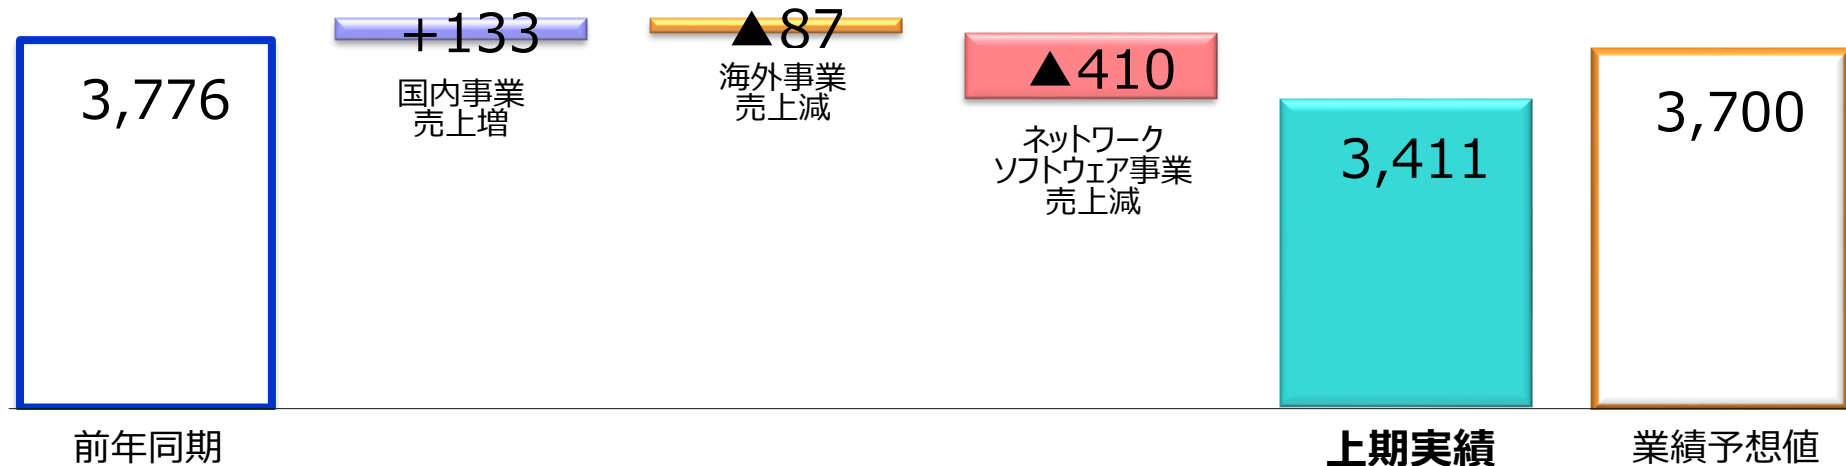 3,776
+133
国内事業
売上増
▲87
海外事業
売上減
▲410
ネットワーク
ソフトウェア事業
売上減
3,411
3,700
前年同期
上期実績
業績予想値